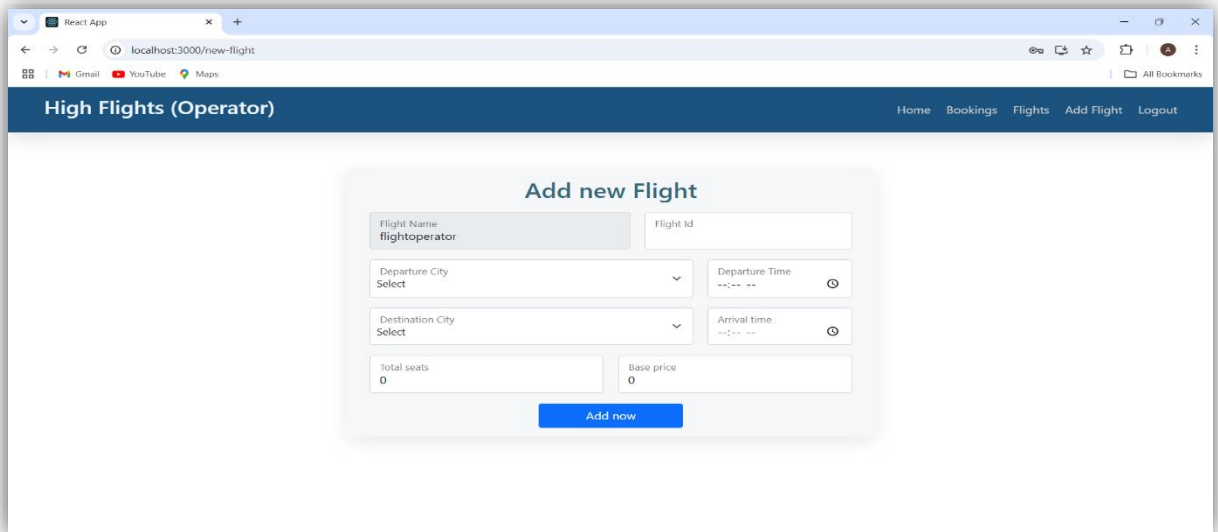 React App
localhost:3000/new-flight
A
Gmail YouTube Maps All Bookmarks
High Flights (Operator) Home Bookings Flights Add Flight Logout
Add new Flight
Flight Name Flight Id
flightoperator
Departure City Departure Time
Select --:-- --
Destination City Arrival time
Select --:-- --
Total seats Base price
0 0
Add now